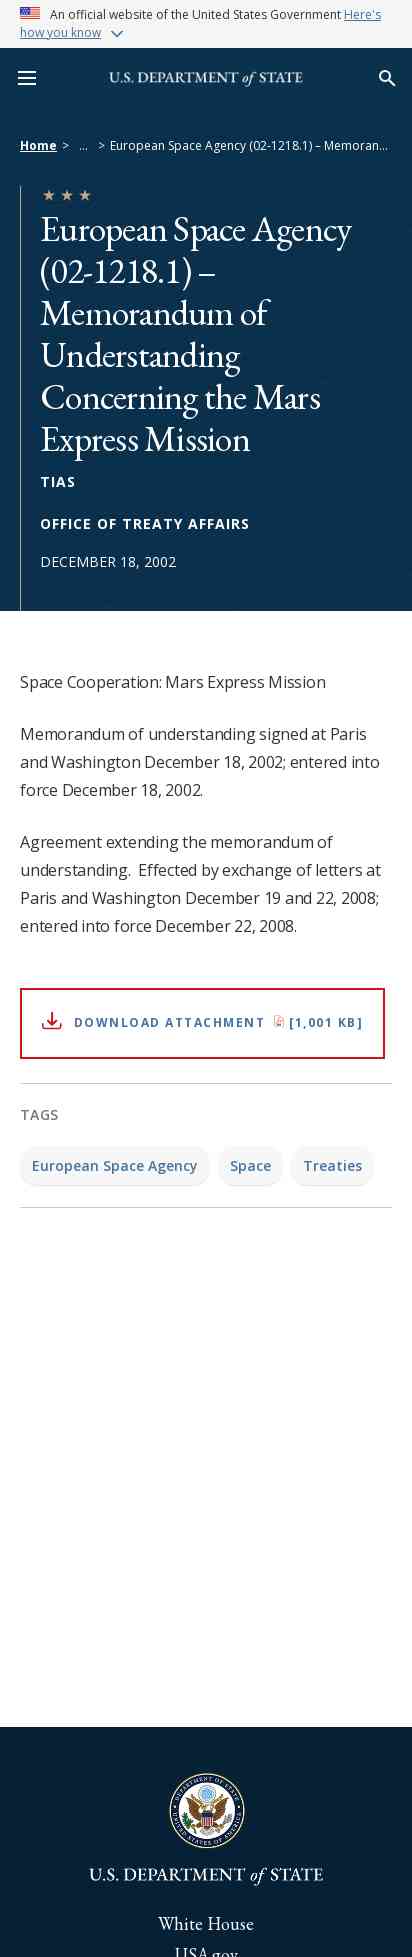 An official website of the United States Government Here's
how you know
U.S. DEPARTMENT of STATE
Home > ... > European Space Agency (02-1218.1) – Memoran...
European Space Agency
(02-1218.1) –
Memorandum of
Understanding
Concerning the Mars
Express Mission
TIAS
OFFICE OF TREATY AFFAIRS
DECEMBER 18, 2002
Space Cooperation: Mars Express Mission
Memorandum of understanding signed at Paris
and Washington December 18, 2002; entered into
force December 18, 2002.
Agreement extending the memorandum of
understanding.  Effected by exchange of letters at
Paris and Washington December 19 and 22, 2008;
entered into force December 22, 2008.
DOWNLOAD ATTACHMENT [1,001 KB]
TAGS
European Space Agency Space Treaties
DEPARTMENT OF STATE
UNITED STATES OF AMERICA
U.S. DEPARTMENT of STATE
White House
USA.gov